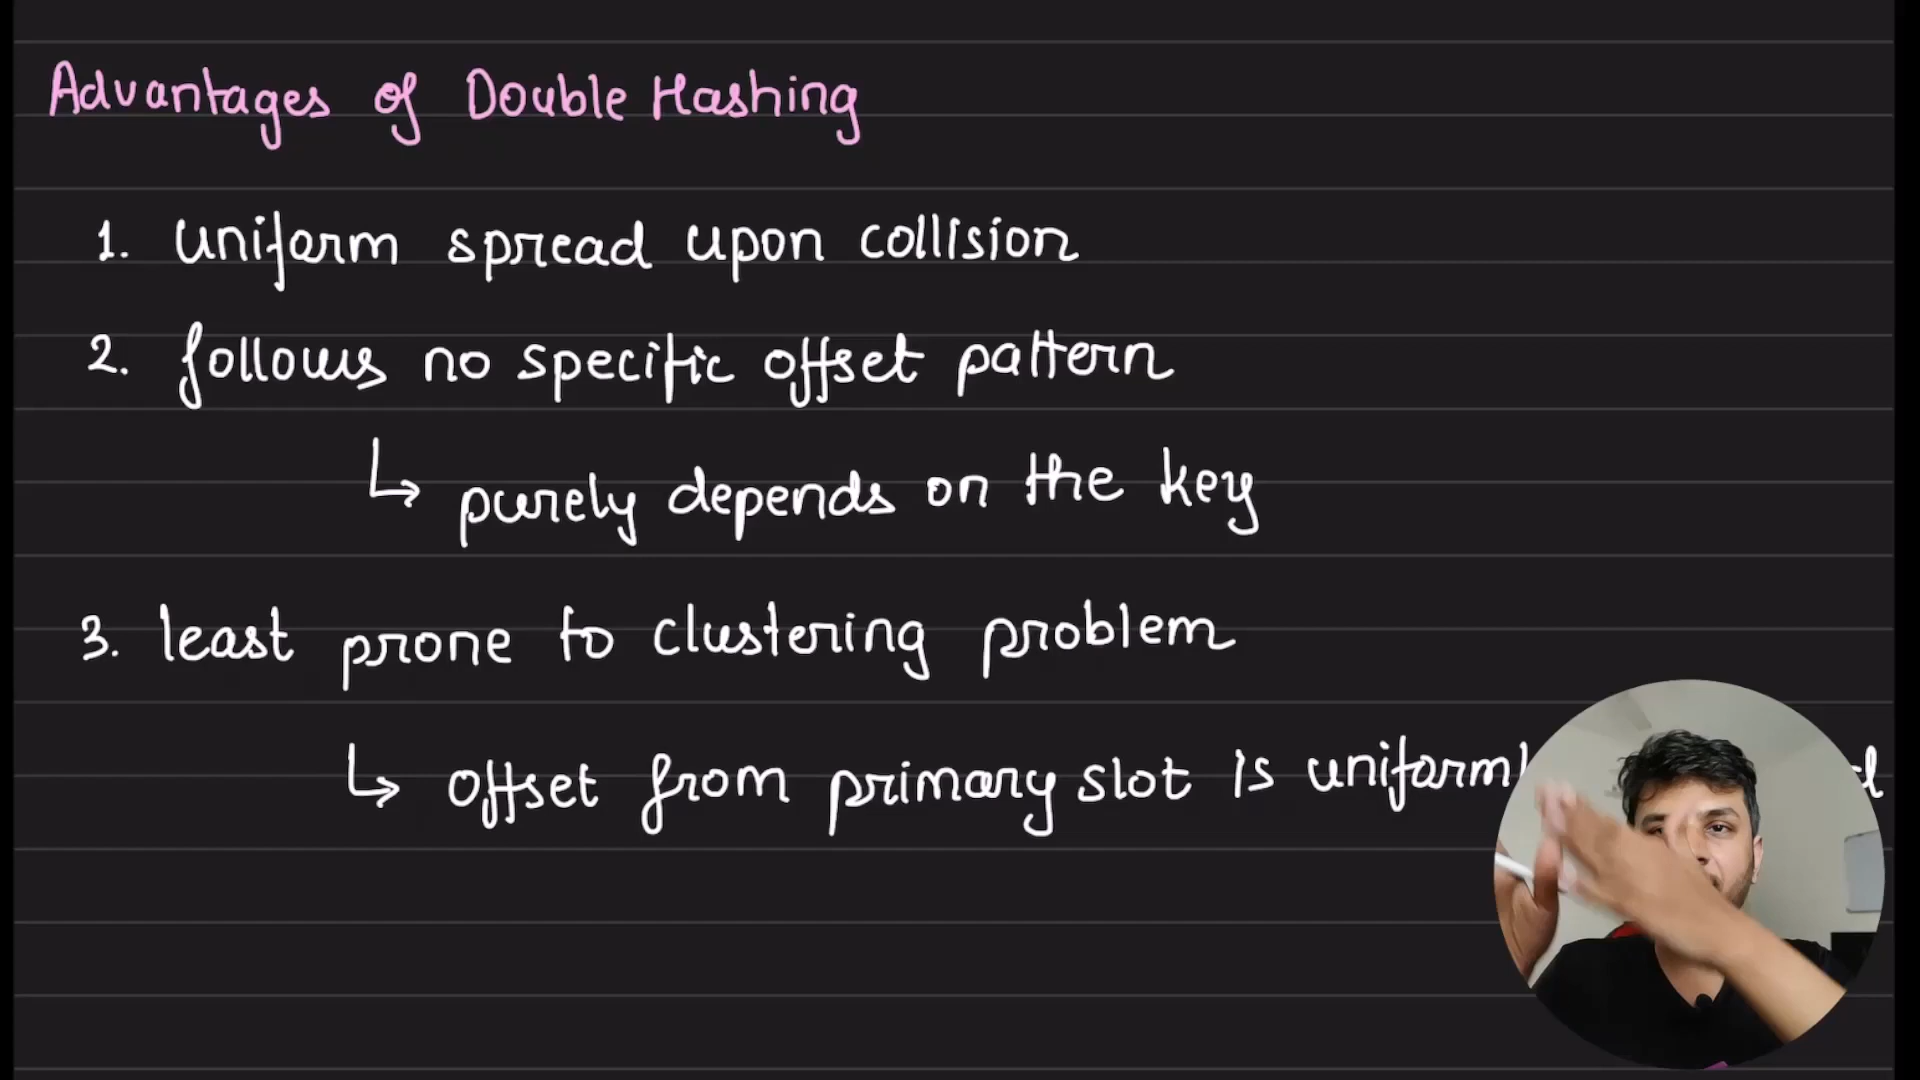 Advantages of Double Hashing
1. uniform spread upon collision
2. follows no specific offset pattern
↳ purely depends on the key
3. least prone to clustering problem
↳ offset from primary slot is